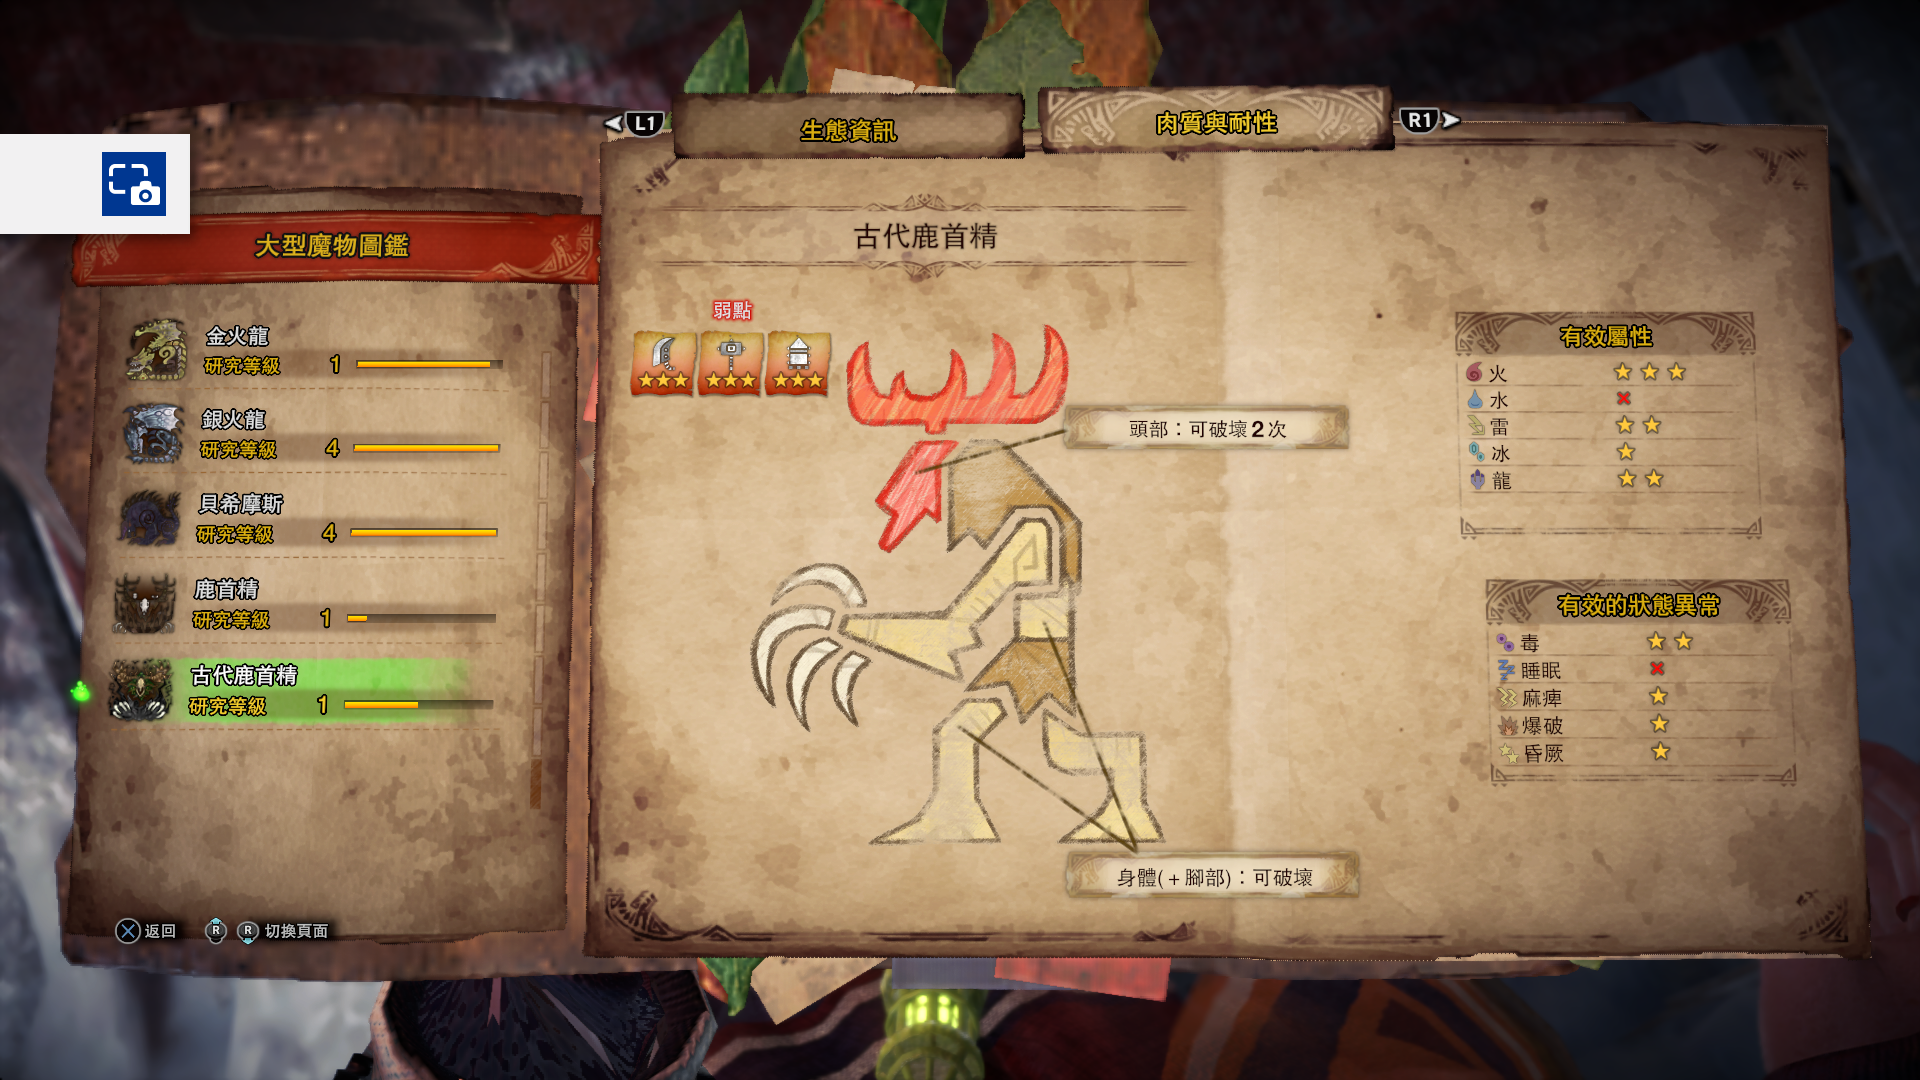 L1
生態資訊
肉質與耐性
R1
大型魔物圖鑑
金火龍
研究等級 1
銀火龍
研究等級 4
貝希摩斯
研究等級 4
鹿首精
研究等級 1
古代鹿首精
研究等級 1
返回 R R 切換頁面
古代鹿首精
弱點
頭部：可破壞2次
身體(+腳部)：可破壞
有效屬性
火
水
雷
冰
龍
有效的狀態異常
毒
睡眠
麻痺
爆破
昏厥